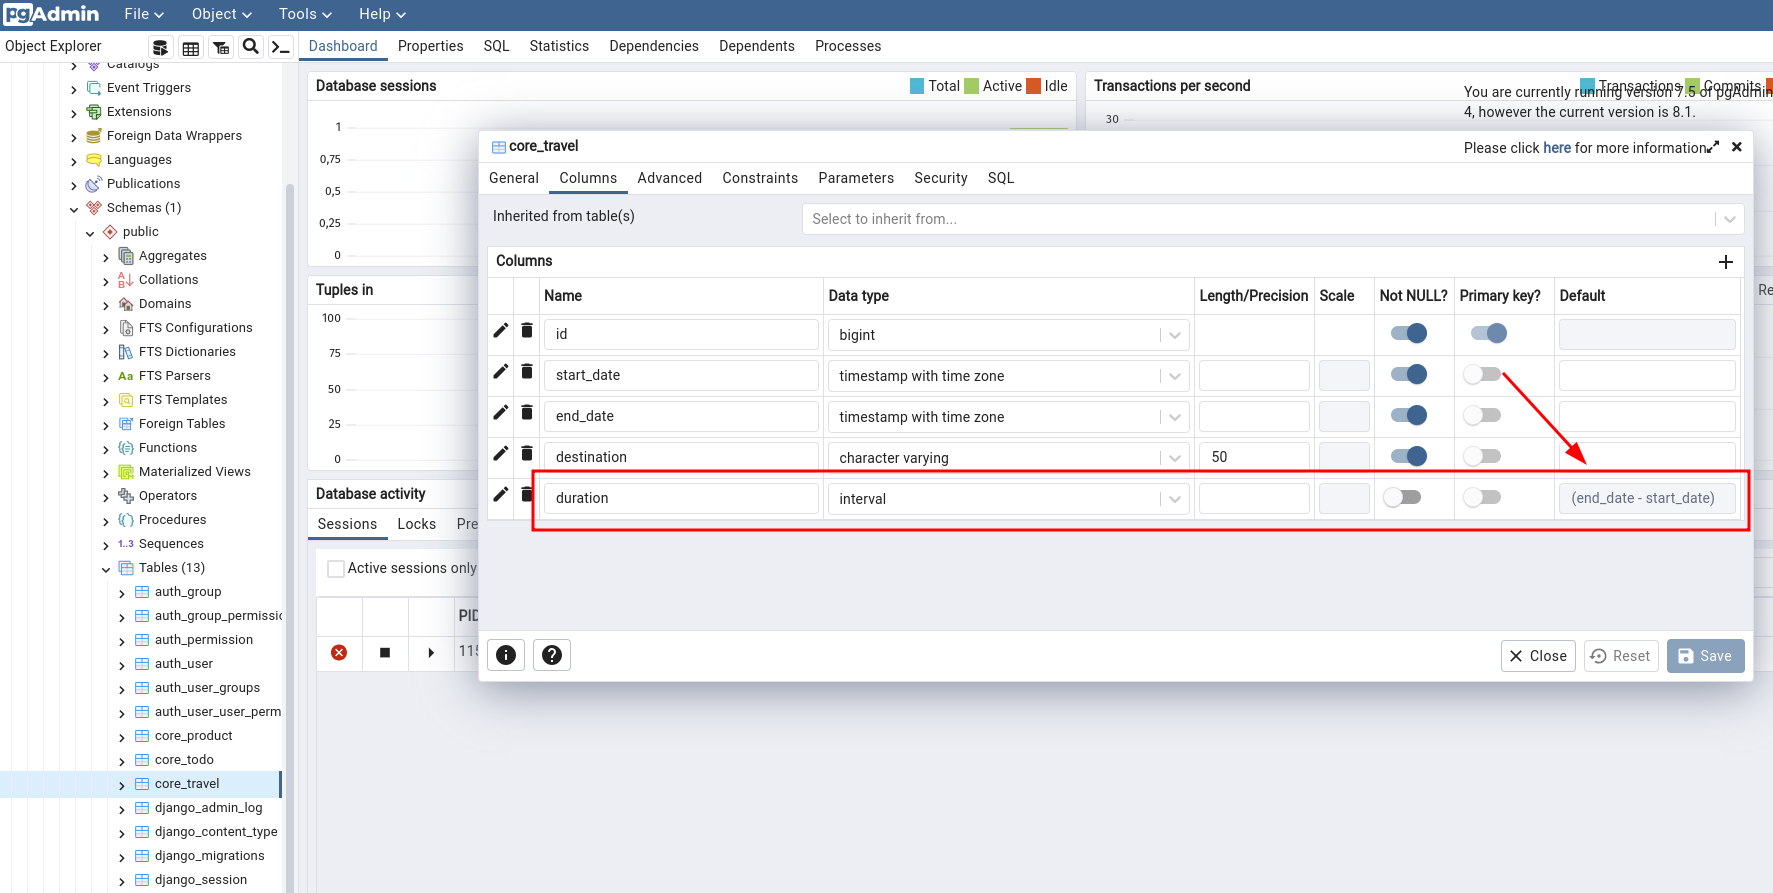 pgAdmin File Object Tools Help
Object Explorer
Dashboard Properties SQL Statistics Dependencies Dependents Processes
Catalogs
Event Triggers
Extensions
Foreign Data Wrappers
Languages
Publications
Schemas (1)
public
Aggregates
Collations
Domains
FTS Configurations
FTS Dictionaries
Aa FTS Parsers
FTS Templates
Foreign Tables
Functions
Materialized Views
Operators
Procedures
1..3 Sequences
Tables (13)
auth_group
auth_group_permissi
auth_permission
auth_user
auth_user_groups
auth_user_user_perm
core_product
core_todo
core_travel
django_admin_log
django_content_type
django_migrations
django_session
Database sessions Total Active Idle
1
0,75
0,5
0,25
0
Transactions per second Transactions Commits
30
You are currently running version 7.5 of pgAdmin
4, however the current version is 8.1.
Please click here for more information
Tuples in
100
75
50
25
0
Re
Database activity
Sessions Locks Pre
Active sessions only
PID
115
core_travel
General Columns Advanced Constraints Parameters Security SQL
Inherited from table(s) Select to inherit from...
Columns
Name Data type Length/Precision Scale Not NULL? Primary key? Default
id bigint
start_date timestamp with time zone
end_date timestamp with time zone
destination character varying 50
duration interval (end_date - start_date)
Close Reset Save